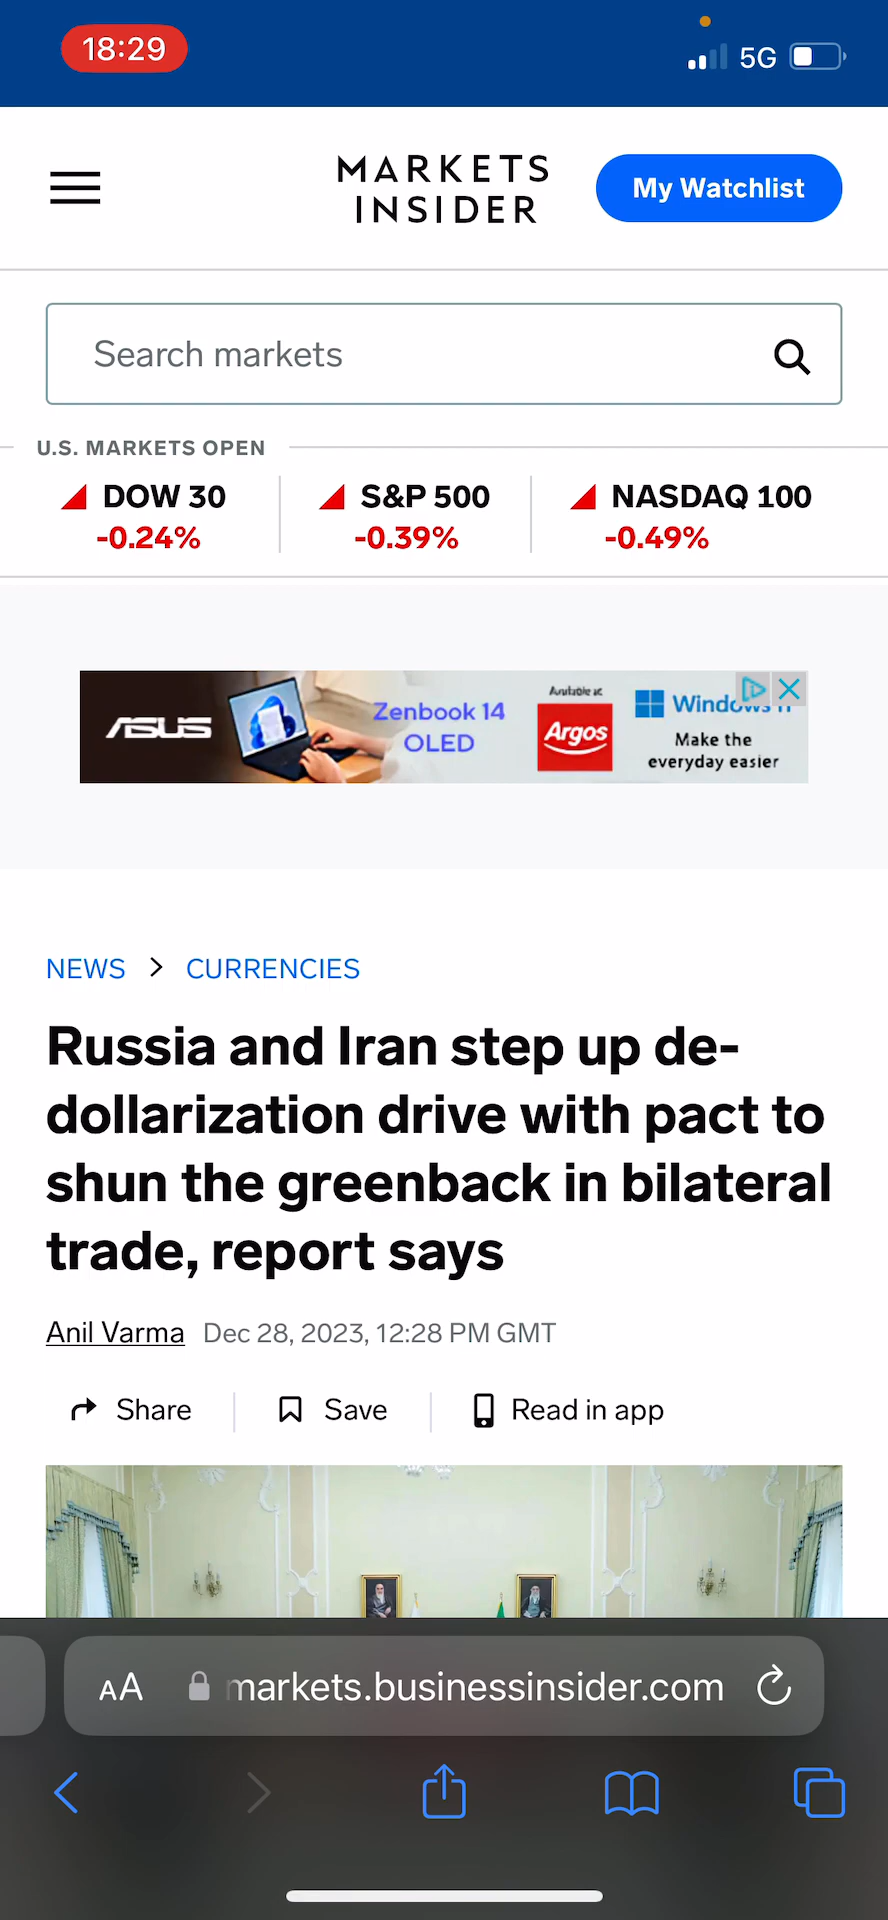 18:29
5G
MARKETS
INSIDER
My Watchlist
Search markets
U.S. MARKETS OPEN
DOW 30
-0.24%
S&P 500
-0.39%
NASDAQ 100
-0.49%
ASUS
Zenbook 14
OLED
Available at
Argos
Windows 11
Make the
everyday easier
NEWS > CURRENCIES
Russia and Iran step up de-
dollarization drive with pact to
shun the greenback in bilateral
trade, report says
Anil Varma Dec 28, 2023, 12:28 PM GMT
Share
Save
Read in app
AA markets.businessinsider.com